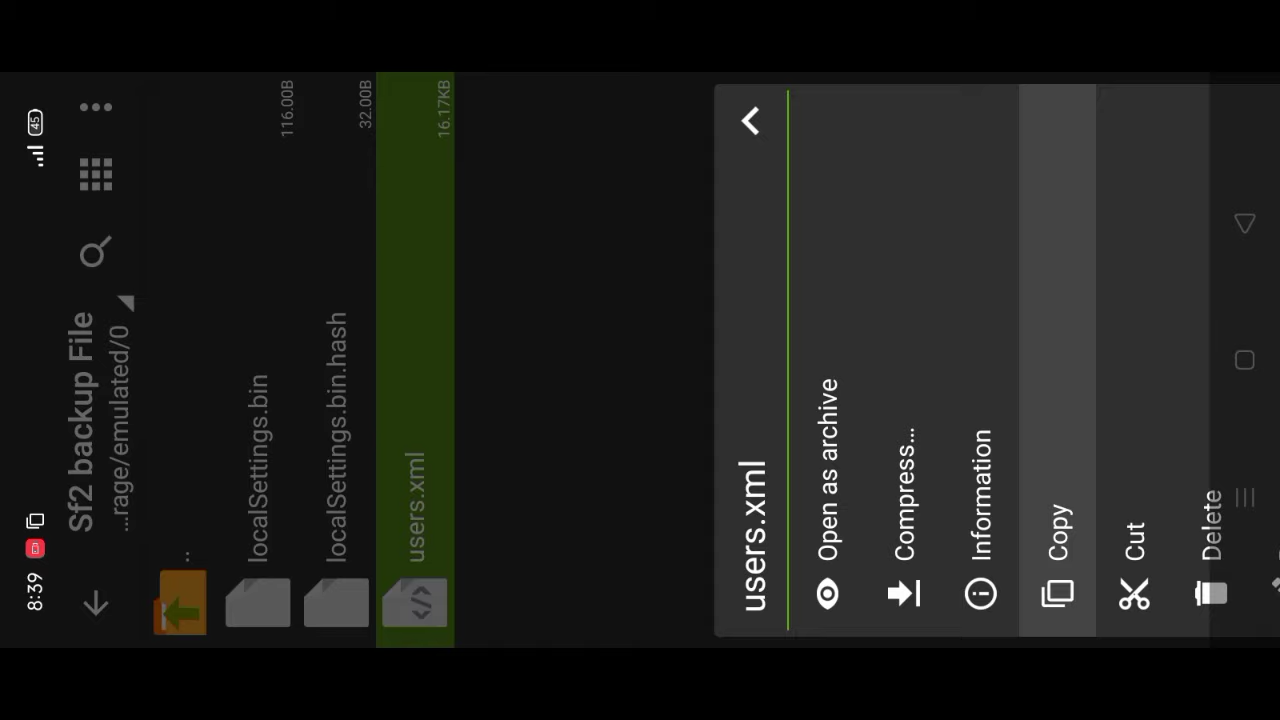 8:39
45
Sf2 backup File
...rage/emulated/0
..
localSettings.bin
116.00B
localSettings.bin.hash
32.00B
users.xml
16.17KB
users.xml
Open as archive
Compress...
Information
Copy
Cut
Delete